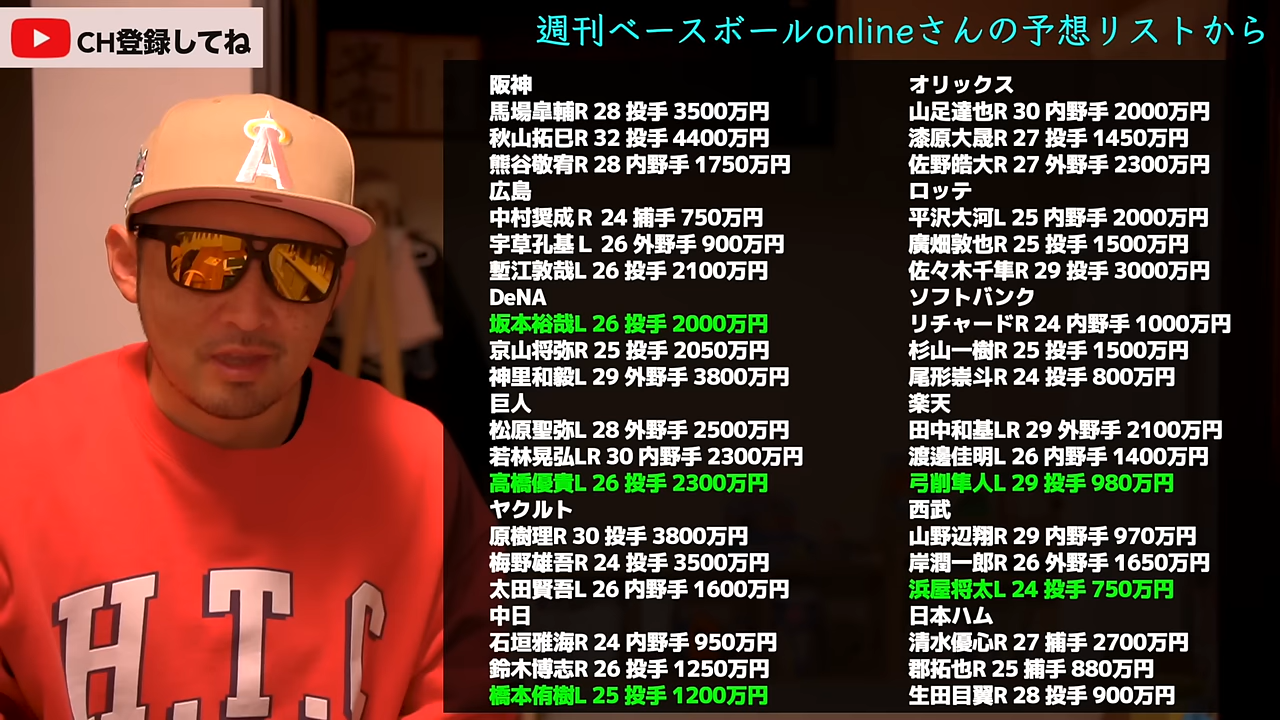 CH登録してね
週刊ベースボールonlineさんの予想リストから
阪神
馬場皐輔R 28 投手 3500万円
秋山拓巳R 32 投手 4400万円
熊谷敬宥R 28 内野手 1750万円
広島
中村奨成R 24 捕手 750万円
宇草孔基L 26 外野手 900万円
塹江敦哉L 26 投手 2100万円
DeNA
坂本裕哉L 26 投手 2000万円
京山将弥R 25 投手 2050万円
神里和毅L 29 外野手 3800万円
巨人
松原聖弥L 28 外野手 2500万円
若林晃弘LR 30 内野手 2300万円
高橋優貴L 26 投手 2300万円
ヤクルト
原樹理R 30 投手 3800万円
梅野雄吾R 24 投手 3500万円
太田賢吾L 26 内野手 1600万円
中日
石垣雅海R 24 内野手 950万円
鈴木博志R 26 投手 1250万円
橋本侑樹L 25 投手 1200万円
オリックス
山足達也R 30 内野手 2000万円
漆原大晟R 27 投手 1450万円
佐野皓大R 27 外野手 2300万円
ロッテ
平沢大河L 25 内野手 2000万円
廣畑敦也R 25 投手 1500万円
佐々木千隼R 29 投手 3000万円
ソフトバンク
リチャードR 24 内野手 1000万円
杉山一樹R 25 投手 1500万円
尾形崇斗R 24 投手 800万円
楽天
田中和基LR 29 外野手 2100万円
渡邊佳明L 26 内野手 1400万円
弓削隼人L 29 投手 980万円
西武
山野辺翔R 29 内野手 970万円
岸潤一郎R 26 外野手 1650万円
浜屋将太L 24 投手 750万円
日本ハム
清水優心R 27 捕手 2700万円
郡拓也R 25 捕手 880万円
生田目翼R 28 投手 900万円
A
H.T.C